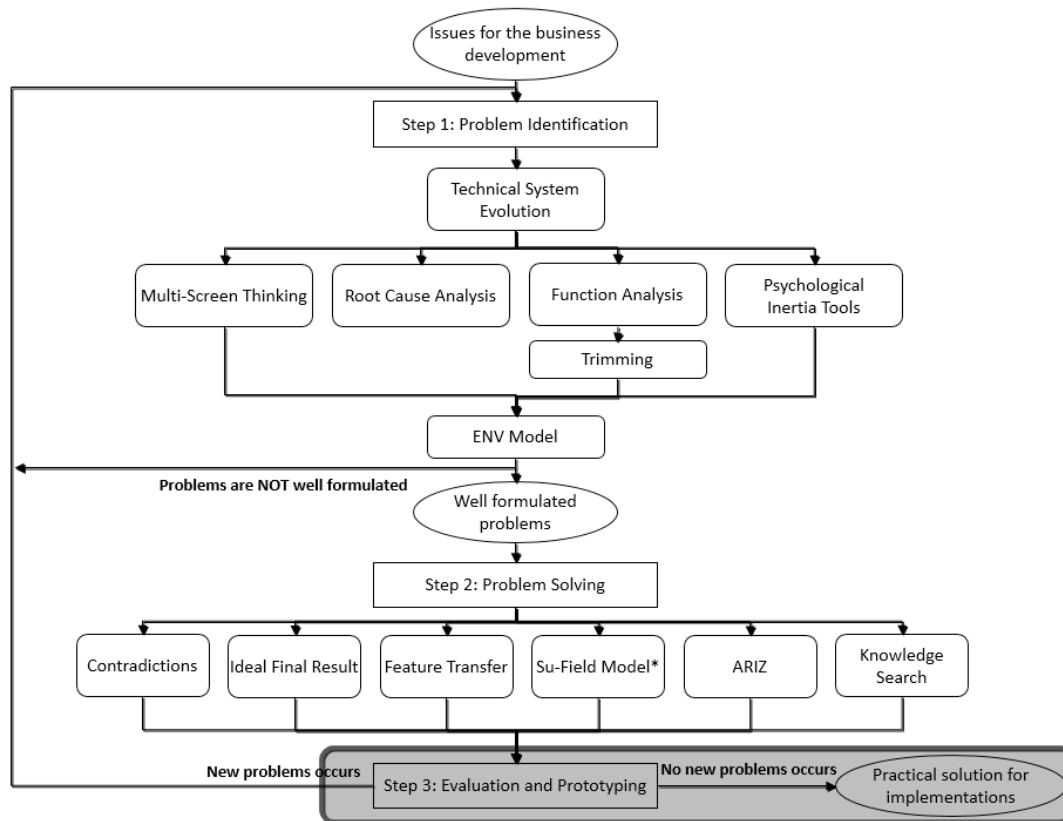 Issues for the business
development
Step 1: Problem Identification
Technical System
Evolution
Multi-Screen Thinking
Root Cause Analysis
Function Analysis
Psychological
Inertia Tools
Trimming
ENV Model
Problems are NOT well formulated
Well formulated
problems
Step 2: Problem Solving
Contradictions
Ideal Final Result
Feature Transfer
Su-Field Model*
ARIZ
Knowledge
Search
New problems occurs
Step 3: Evaluation and Prototyping
No new problems occurs
Practical solution for
implementations